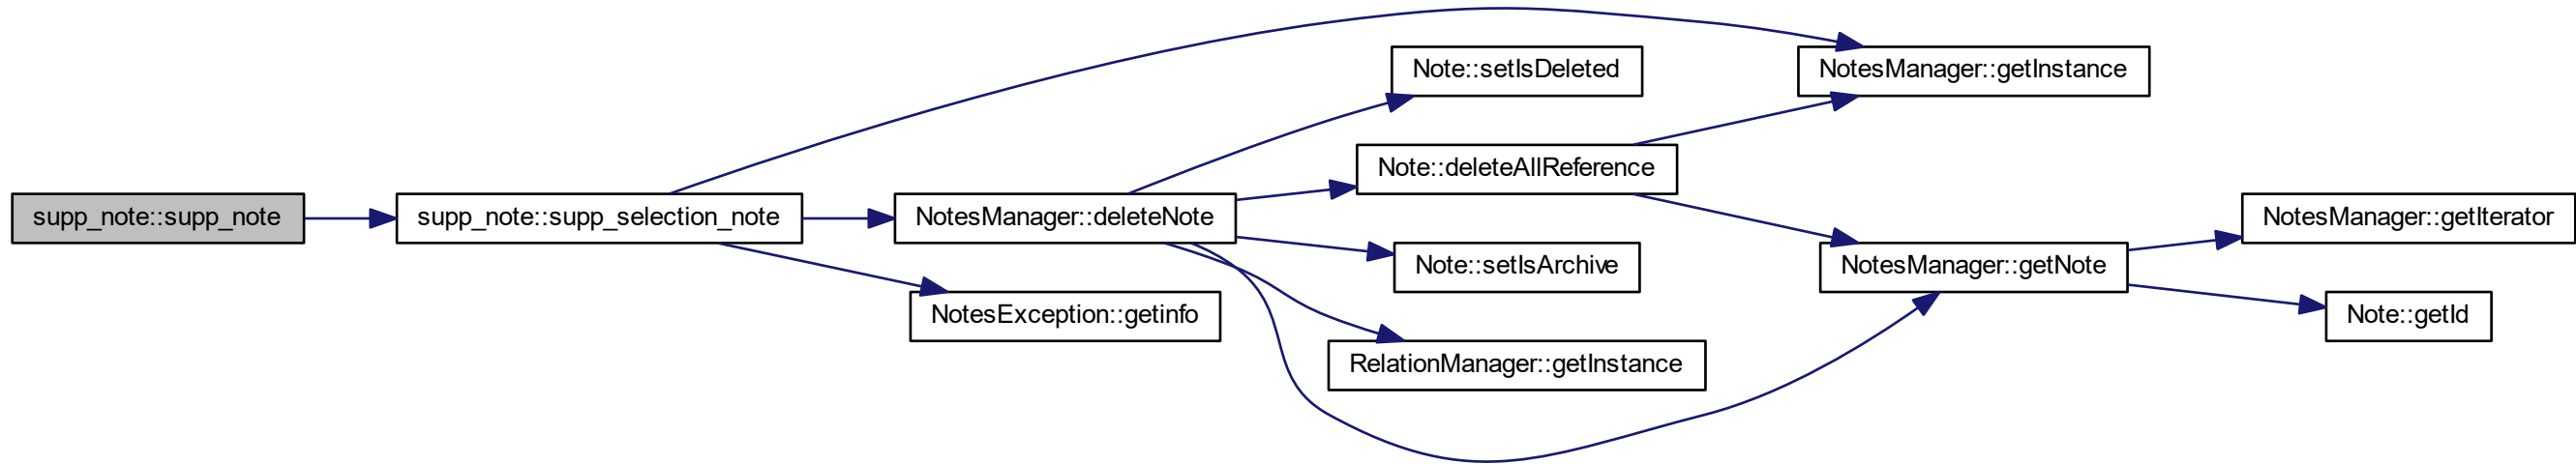 supp_note::supp_note
supp_note::supp_selection_note
NotesManager::deleteNote
NotesException::getinfo
Note::setIsDeleted
Note::deleteAllReference
Note::setIsArchive
RelationManager::getInstance
NotesManager::getInstance
NotesManager::getNote
NotesManager::getIterator
Note::getId